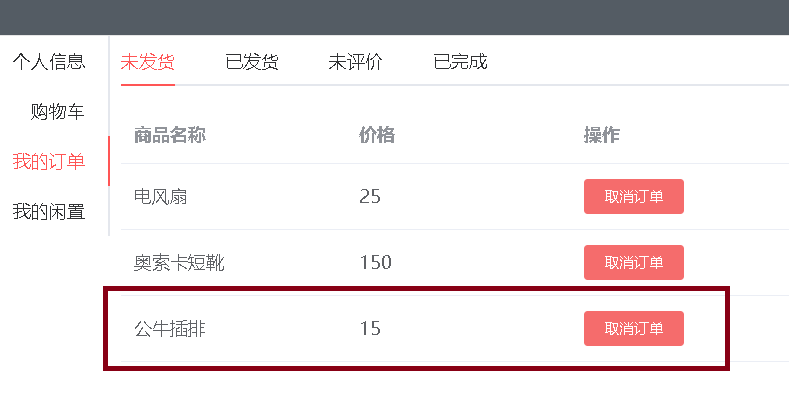 个人信息
购物车
我的订单
我的闲置
未发货 已发货 未评价 已完成
商品名称 价格 操作
电风扇 25 取消订单
奥索卡短靴 150 取消订单
公牛插排 15 取消订单